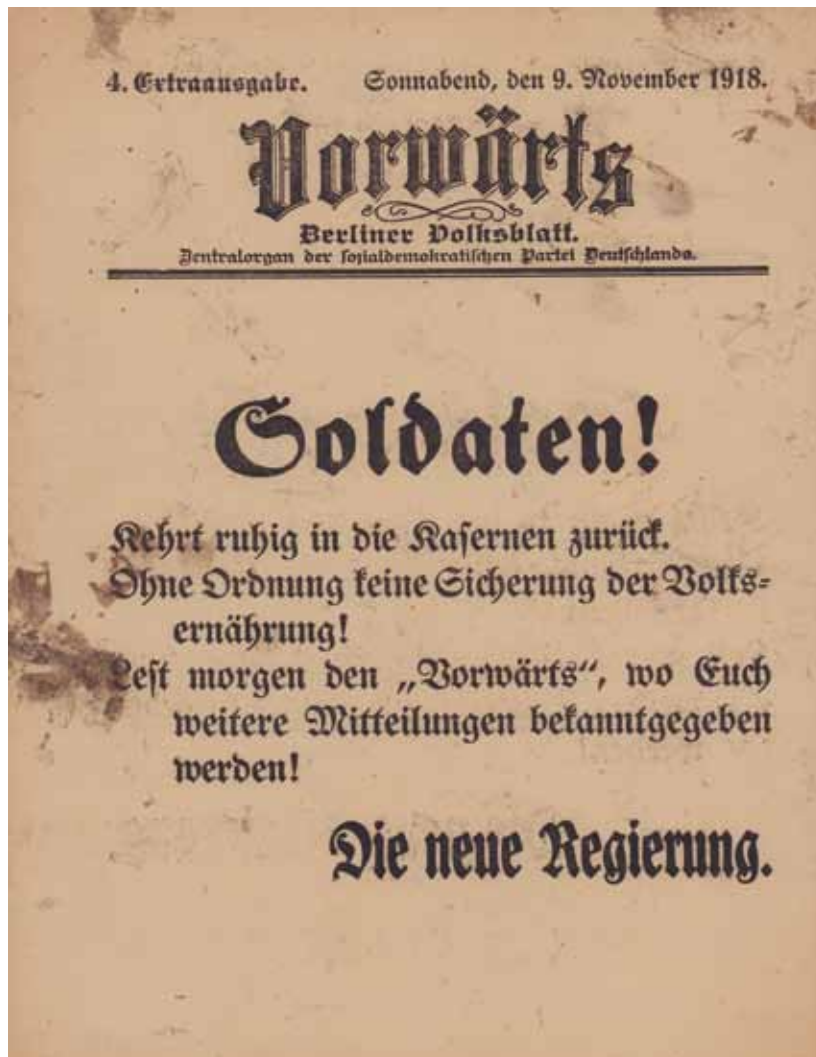 4. Extraausgabe. Sonnabend, den 9. November 1918.
Vorwärts
Berliner Volksblatt.
Zentralorgan der sozialdemokratischen Partei Deutschlands.
Soldaten!
Kehrt ruhig in die Kasernen zurück.
Ohne Ordnung keine Sicherung der Volks-
ernährung!
Lest morgen den „Vorwärts“, wo Euch
weitere Mitteilungen bekanntgegeben
werden!
Die neue Regierung.